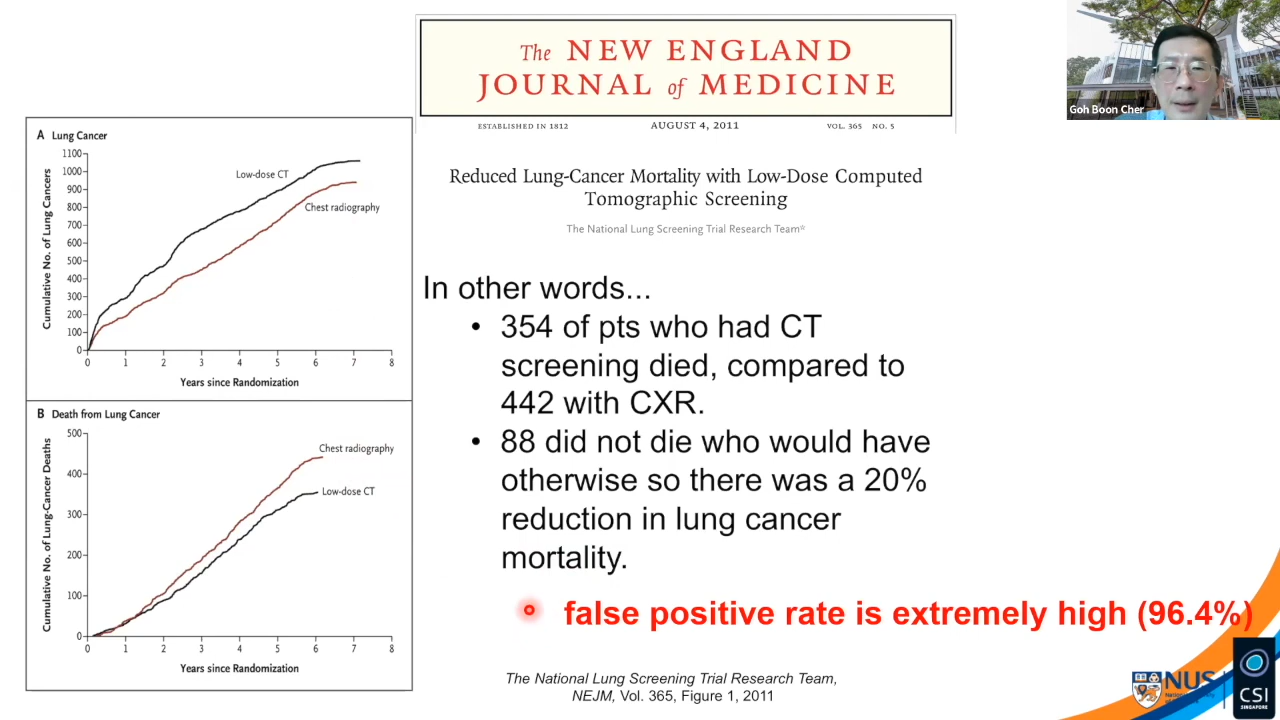 The NEW ENGLAND
JOURNAL of MEDICINE
ESTABLISHED IN 1812 AUGUST 4, 2011 VOL. 365 NO. 5
Goh Boon Cher
Reduced Lung-Cancer Mortality with Low-Dose Computed
Tomographic Screening
The National Lung Screening Trial Research Team*
A Lung Cancer
Cumulative No. of Lung Cancers
1100
1000
900
800
700
600
500
400
300
200
100
0
Low-dose CT
Chest radiography
0 1 2 3 4 5 6 7 8
Years since Randomization
B Death from Lung Cancer
Cumulative No. of Lung-Cancer Deaths
500
400
300
200
100
0
Chest radiography
Low-dose CT
0 1 2 3 4 5 6 7 8
Years since Randomization
In other words...
• 354 of pts who had CT
screening died, compared to
442 with CXR.
• 88 did not die who would have
otherwise so there was a 20%
reduction in lung cancer
mortality.
false positive rate is extremely high (96.4%)
The National Lung Screening Trial Research Team,
NEJM, Vol. 365, Figure 1, 2011
NUS
CSI
SINGAPORE